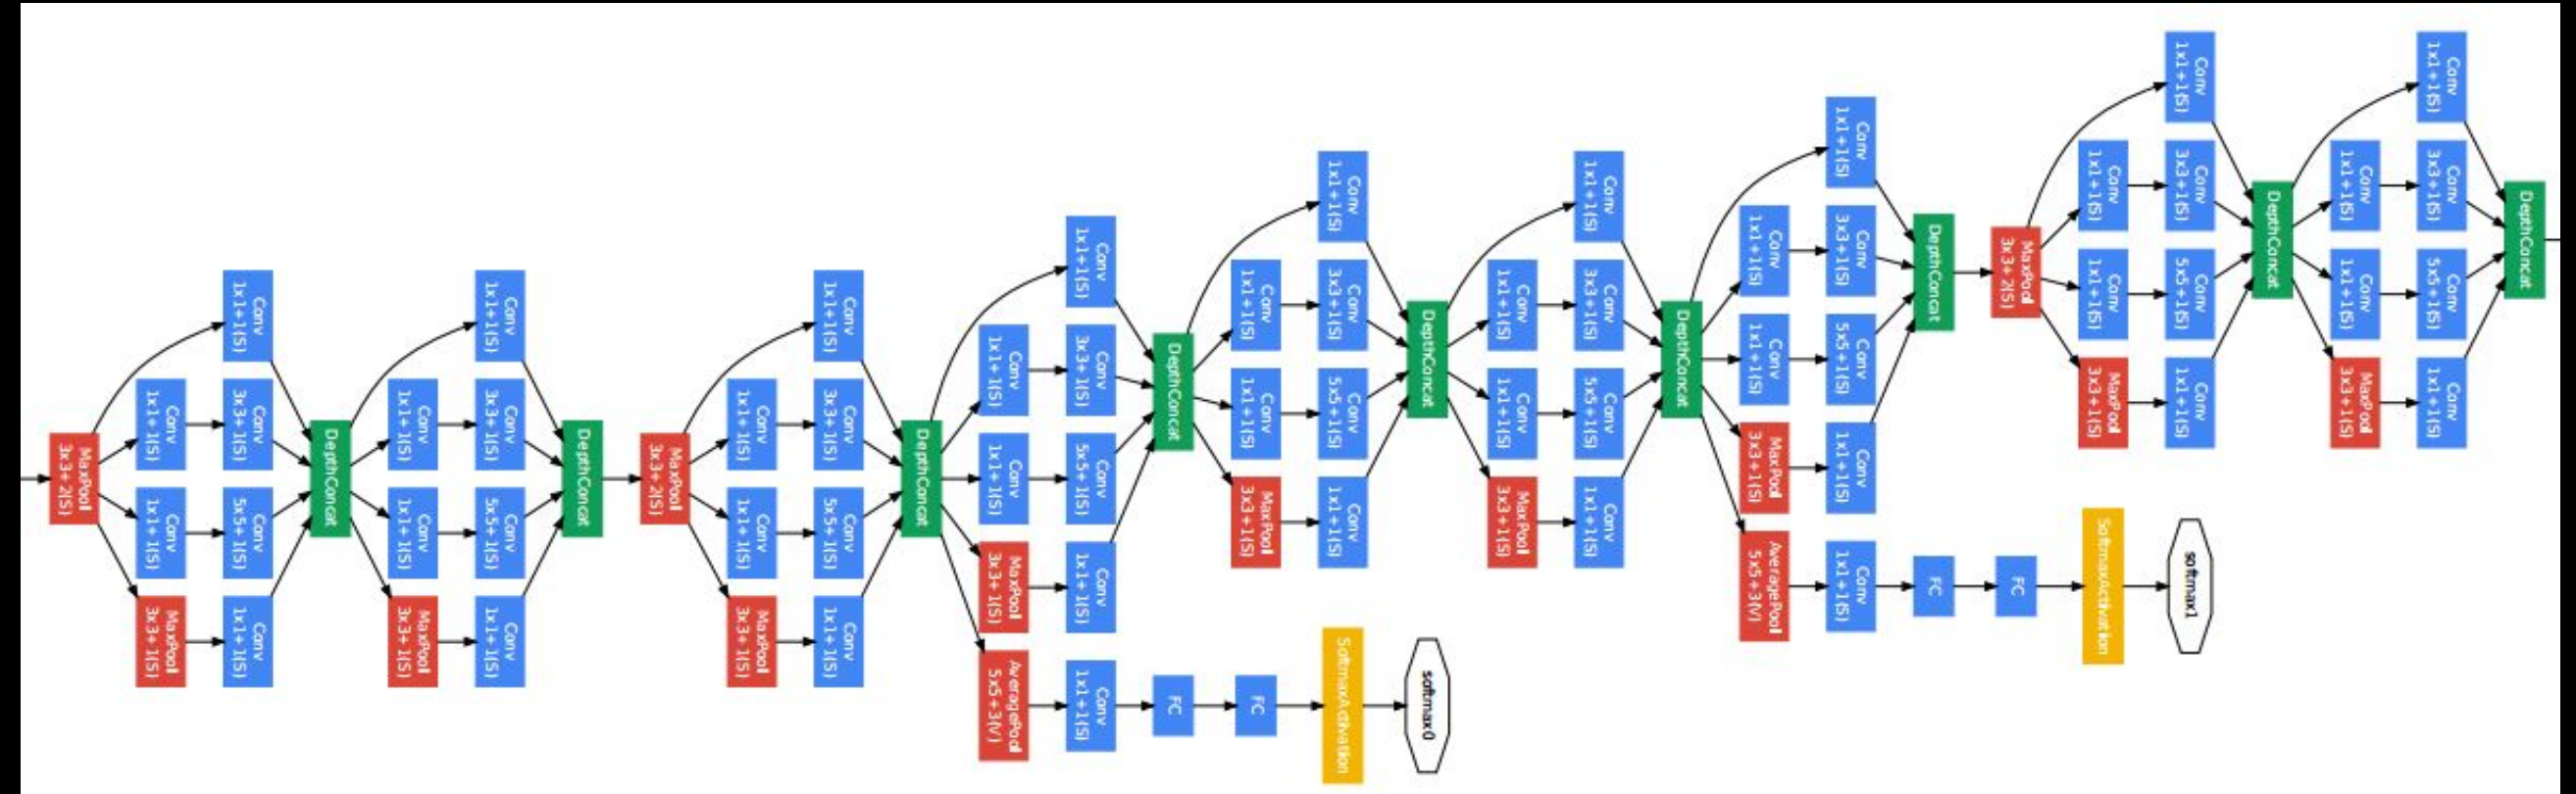 MaxPool
3x3+2(S)
Conv
1x1+1(S)
Conv
1x1+1(S)
Conv
3x3+1(S)
Conv
1x1+1(S)
Conv
5x5+1(S)
MaxPool
3x3+1(S)
Conv
1x1+1(S)
DepthConcat
Conv
1x1+1(S)
Conv
1x1+1(S)
Conv
3x3+1(S)
Conv
1x1+1(S)
Conv
5x5+1(S)
MaxPool
3x3+1(S)
Conv
1x1+1(S)
DepthConcat
MaxPool
3x3+2(S)
Conv
1x1+1(S)
Conv
1x1+1(S)
Conv
3x3+1(S)
Conv
1x1+1(S)
Conv
5x5+1(S)
MaxPool
3x3+1(S)
Conv
1x1+1(S)
DepthConcat
Conv
1x1+1(S)
Conv
1x1+1(S)
Conv
3x3+1(S)
Conv
1x1+1(S)
Conv
5x5+1(S)
MaxPool
3x3+1(S)
Conv
1x1+1(S)
AveragePool
5x5+3(V)
Conv
1x1+1(S)
FC
FC
SoftmaxActivation
softmax0
DepthConcat
Conv
1x1+1(S)
Conv
1x1+1(S)
Conv
3x3+1(S)
Conv
1x1+1(S)
Conv
5x5+1(S)
MaxPool
3x3+1(S)
Conv
1x1+1(S)
DepthConcat
Conv
1x1+1(S)
Conv
1x1+1(S)
Conv
3x3+1(S)
Conv
1x1+1(S)
Conv
5x5+1(S)
MaxPool
3x3+1(S)
Conv
1x1+1(S)
DepthConcat
Conv
1x1+1(S)
Conv
1x1+1(S)
Conv
3x3+1(S)
Conv
1x1+1(S)
Conv
5x5+1(S)
MaxPool
3x3+1(S)
Conv
1x1+1(S)
AveragePool
5x5+3(V)
Conv
1x1+1(S)
FC
FC
SoftmaxActivation
softmax1
DepthConcat
MaxPool
3x3+2(S)
Conv
1x1+1(S)
Conv
1x1+1(S)
Conv
3x3+1(S)
Conv
1x1+1(S)
Conv
5x5+1(S)
MaxPool
3x3+1(S)
Conv
1x1+1(S)
DepthConcat
Conv
1x1+1(S)
Conv
1x1+1(S)
Conv
3x3+1(S)
Conv
1x1+1(S)
Conv
5x5+1(S)
MaxPool
3x3+1(S)
Conv
1x1+1(S)
DepthConcat